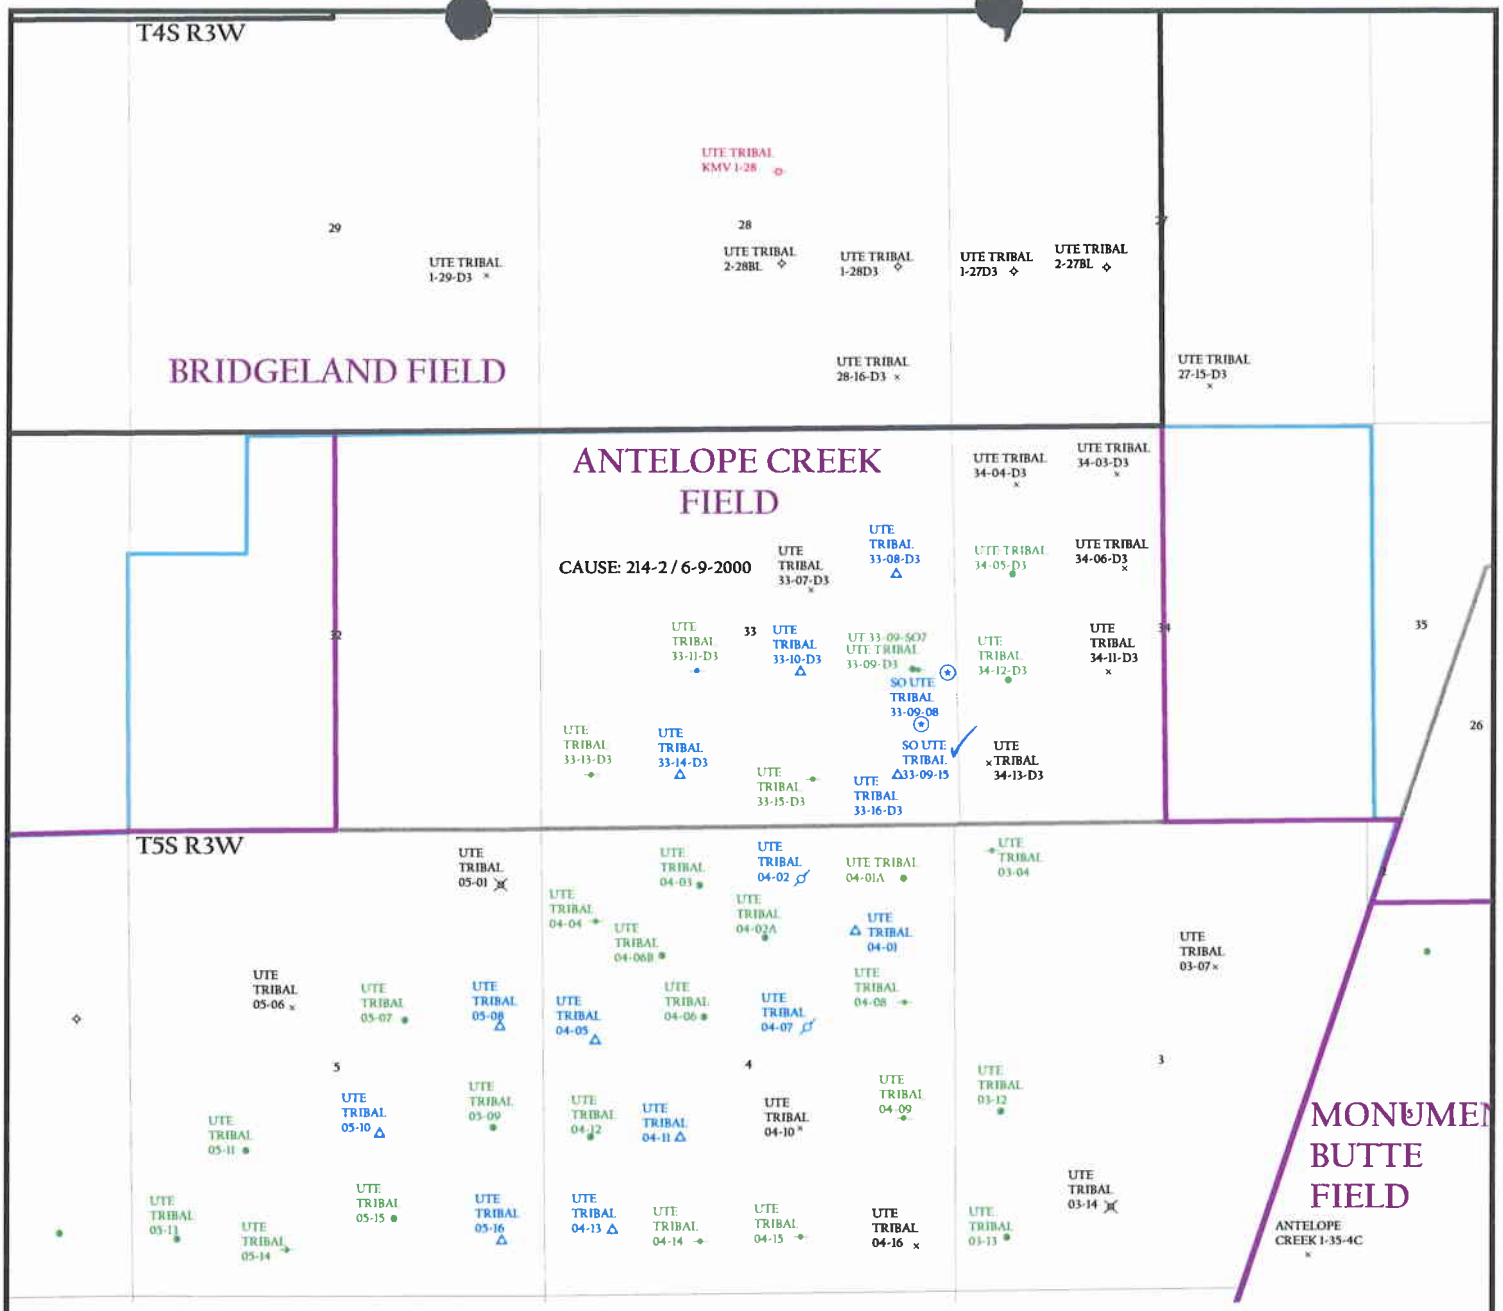 T4S R3W
UTE TRIBAL
KMV 1-28
29
28
27
UTE TRIBAL
1-29-D3
UTE TRIBAL
2-28BL
UTE TRIBAL
1-28D3
UTE TRIBAL
1-27D3
UTE TRIBAL
2-27BL
BRIDGELAND FIELD
UTE TRIBAL
28-16-D3
UTE TRIBAL
27-15-D3
ANTELOPE CREEK
FIELD
UTE TRIBAL
34-04-D3
UTE TRIBAL
34-03-D3
CAUSE: 214-2 / 6-9-2000
UTE
TRIBAL
33-07-D3
UTE
TRIBAL
33-08-D3
UTE TRIBAL
34-05-D3
UTE TRIBAL
34-06-D3
32
UTE
TRIBAL
33-11-D3
33
UTE
TRIBAL
33-10-D3
UT 33-09-SO7
UTE TRIBAL
33-09-D3
SO UTE
TRIBAL
33-09-08
UTE
TRIBAL
34-12-D3
UTE
TRIBAL
34-11-D3
34
35
26
UTE
TRIBAL
33-13-D3
UTE
TRIBAL
33-14-D3
UTE
TRIBAL
33-15-D3
SO UTE
TRIBAL
33-09-15
UTE
TRIBAL
33-16-D3
UTE
TRIBAL
34-13-D3
T5S R3W
UTE
TRIBAL
05-01
UTE
TRIBAL
04-03
UTE
TRIBAL
04-02
UTE TRIBAL
04-01A
UTE
TRIBAL
03-04
UTE
TRIBAL
04-04
UTE
TRIBAL
04-06B
UTE
TRIBAL
04-02A
UTE
TRIBAL
04-01
UTE
TRIBAL
03-07
UTE
TRIBAL
05-06
UTE
TRIBAL
05-07
UTE
TRIBAL
05-08
UTE
TRIBAL
04-05
UTE
TRIBAL
04-06
UTE
TRIBAL
04-07
UTE
TRIBAL
04-08
5
4
3
UTE
TRIBAL
05-11
UTE
TRIBAL
05-10
UTE
TRIBAL
05-09
UTE
TRIBAL
04-12
UTE
TRIBAL
04-11
UTE
TRIBAL
04-10
UTE
TRIBAL
04-09
UTE
TRIBAL
03-12
MONUMEN
BUTTE
FIELD
UTE
TRIBAL
05-13
UTE
TRIBAL
05-14
UTE
TRIBAL
05-15
UTE
TRIBAL
05-16
UTE
TRIBAL
04-13
UTE
TRIBAL
04-14
UTE
TRIBAL
04-15
UTE
TRIBAL
04-16
UTE
TRIBAL
03-13
UTE
TRIBAL
03-14
ANTELOPE
CREEK 1-35-4C